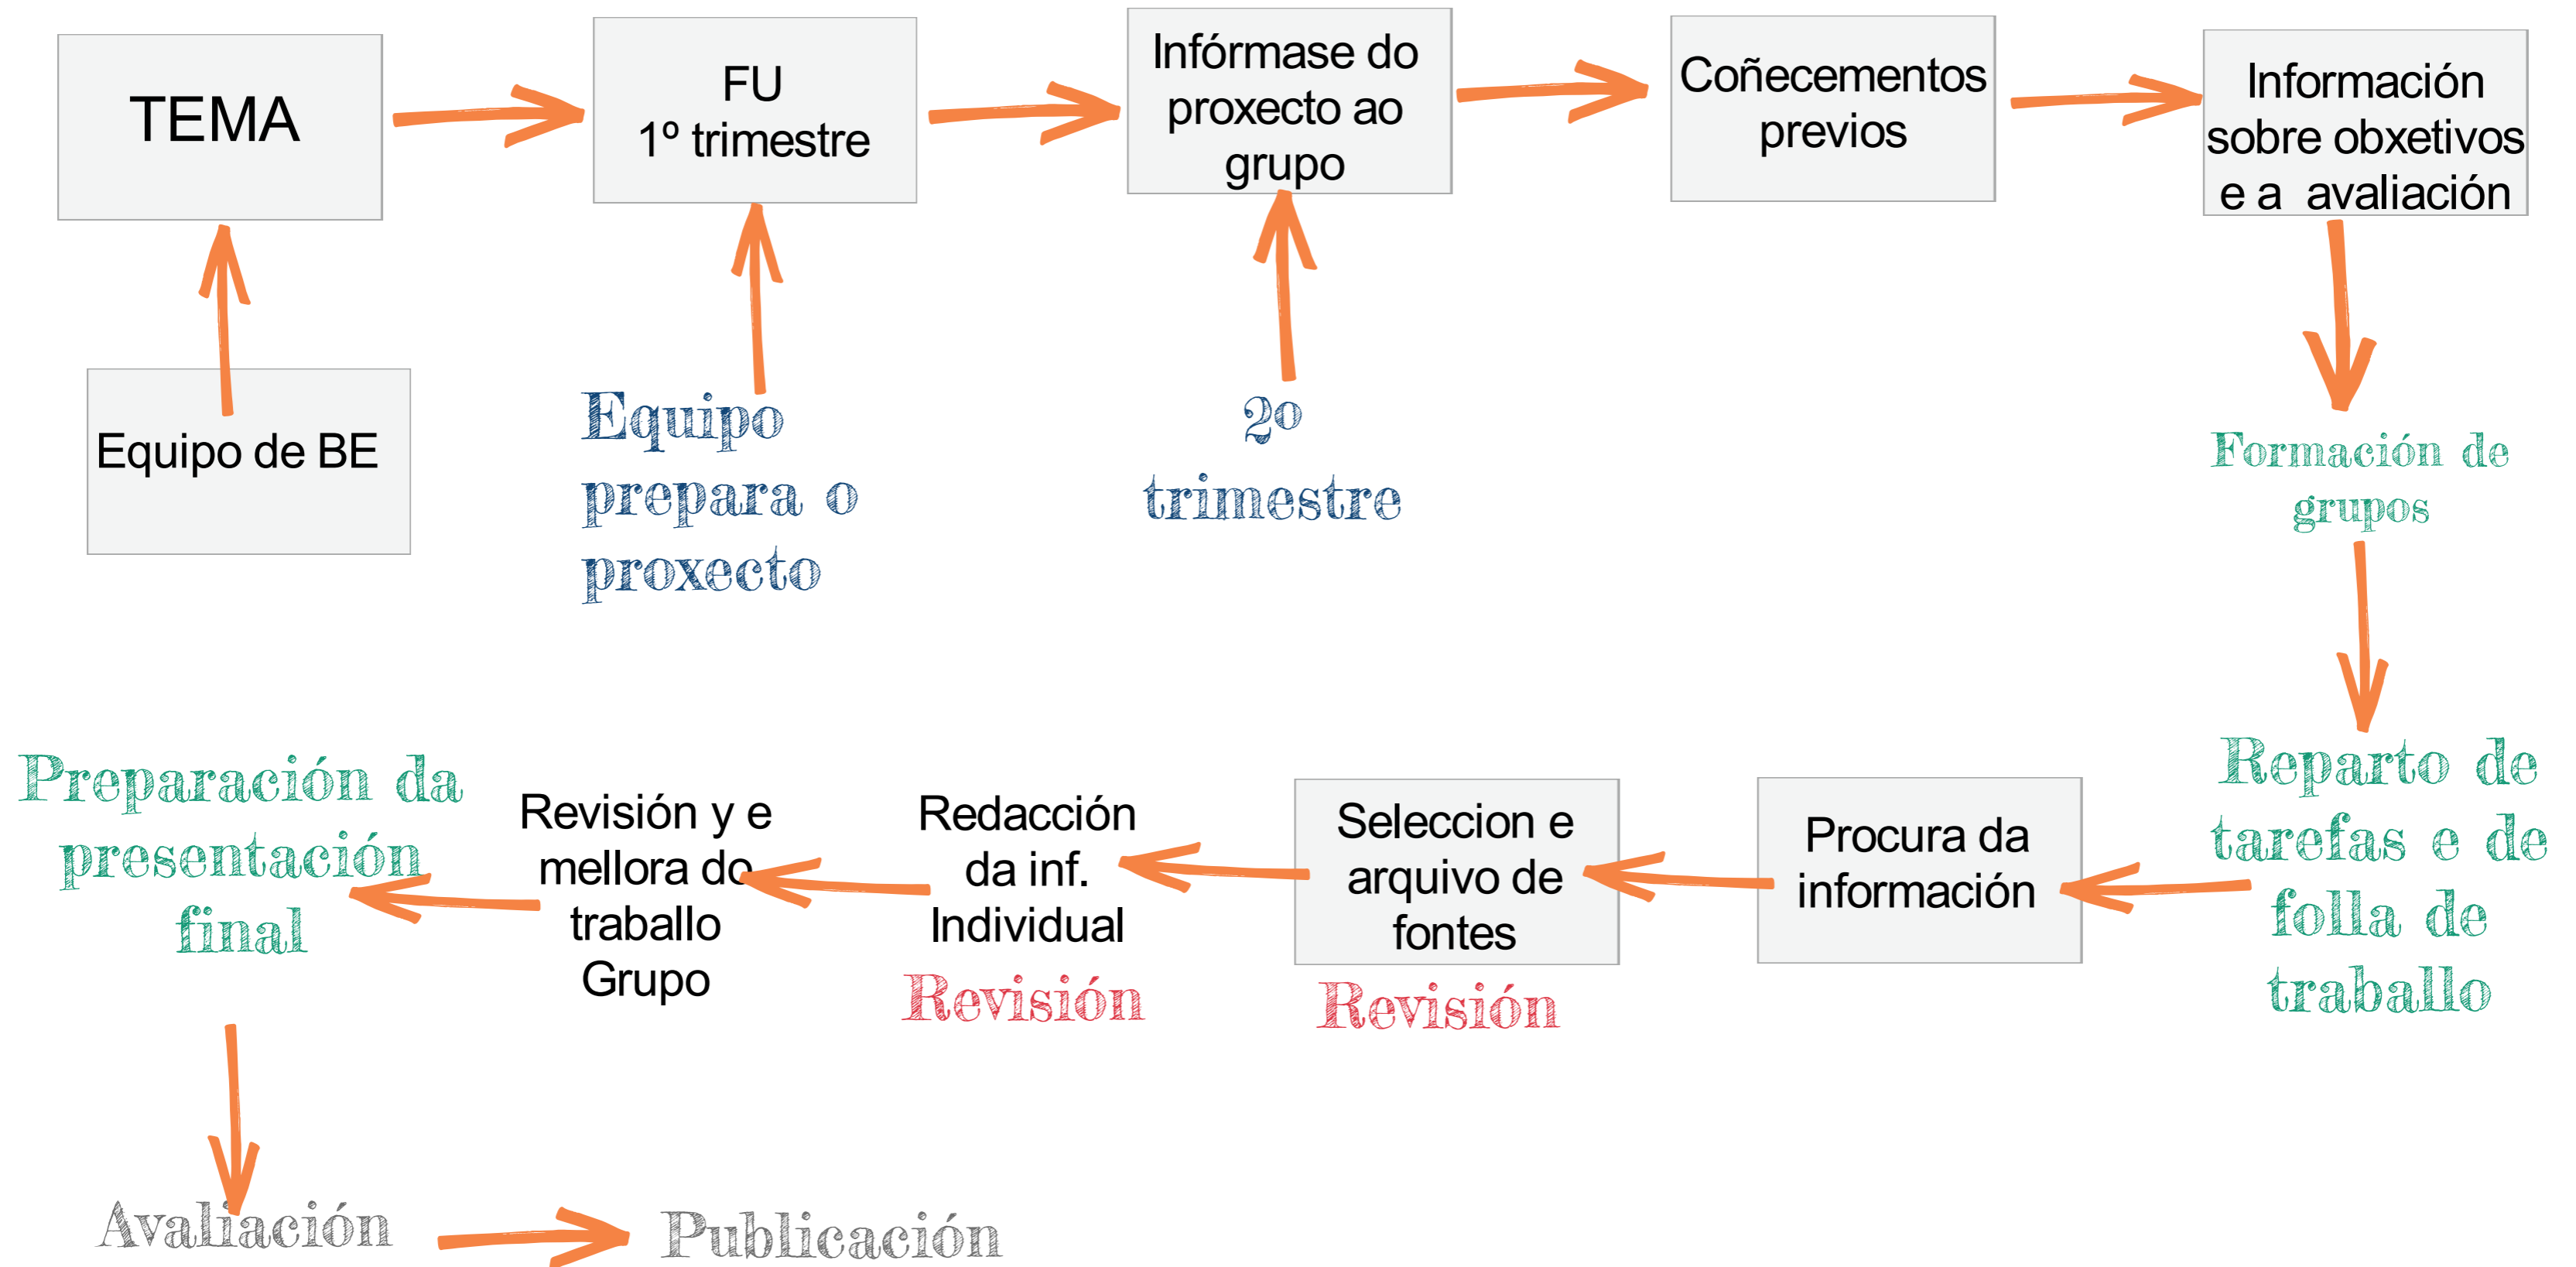 TEMA
FU
1º trimestre
Infórmase do
proxecto ao
grupo
Coñecementos
previos
Información
sobre obxetivos
e a avaliación
Equipo de BE
Equipo
prepara o
proxecto
2º
trimestre
Formación de
grupos
Preparación da
presentación
final
Revisión y e
mellora do
traballo
Grupo
Redacción
da inf.
Individual
Revisión
Seleccion e
arquivo de
fontes
Revisión
Procura da
información
Reparto de
tarefas e de
folla de
traballo
Avaliación
Publicación